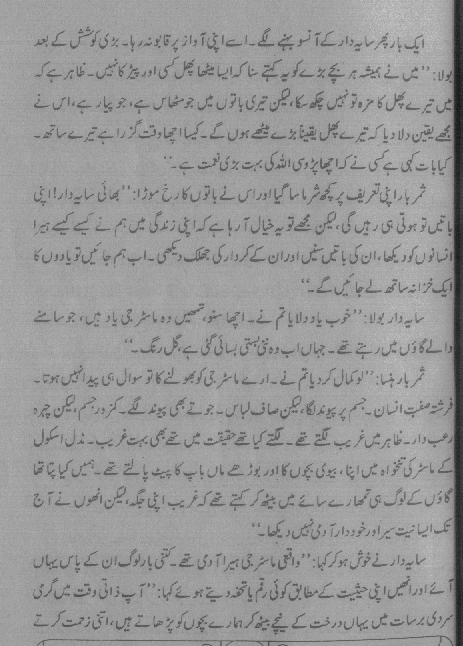 ایک بار پھر سایہ دار کے آنسو بہنے لگے۔ اسے اپنی آواز پر قابو نہ رہا۔ بڑی کوشش کے بعد
بولا: ’’میں نے ہمیشہ ہر بچے بڑے کو یہ کہتے سنا کہ ایسا میٹھا پھل کسی اور پیڑ کا نہیں۔ ظاہر ہے کہ
میں تیرے پھل کا مزہ تو نہیں چکھ سکتا، لیکن تیری باتوں میں جو مٹھاس ہے، جو پیار ہے، اس نے
مجھے یقین دلا دیا کہ تیرے پھل یقیناً بڑے میٹھے ہوں گے۔ کیسا اچھا وقت گزرا ہے تیرے ساتھ۔
کیا بات کہی ہے کسی نے کہ اچھا پڑوسی اللہ کی بہت بڑی نعمت ہے۔‘‘
ثمر بار اپنی تعریف پر کچھ شرما سا گیا اور اس نے باتوں کا رخ موڑا: ’’بھائی سایہ دار! اپنی
باتیں تو ہوتی ہی رہیں گی، لیکن مجھے تو یہ خیال آ رہا ہے کہ اپنی زندگی میں ہم نے کیسے کیسے ہیرا
انسانوں کو دیکھا، ان کی باتیں سنیں اور ان کے کردار کی جھلک دیکھی۔ اب ہم جائیں تو یادوں کا
ایک خزانہ ساتھ لے جائیں گے۔‘‘
سایہ دار بولا: ’’خوب یاد دلایا تم نے۔ اچھا سنو، تمھیں وہ ماسٹر جی یاد ہیں، جو سامنے
والے گاؤں میں رہتے تھے۔ جہاں اب وہ نئی بستی بسائی گئی ہے، گل رنگ۔‘‘
ثمر بار ہنسا: ’’لو کمال کر دیا تم نے۔ ارے ماسٹر جی کو بھولنے کا تو سوال ہی پیدا نہیں ہوتا۔
فرشتہ صفت انسان۔ جسم پر پیوند لگا، لیکن صاف لباس۔ جوتے بھی پیوند لگے۔ کمزور جسم، لیکن چہرہ
رعب دار۔ ظاہر میں غریب لگتے تھے۔ لگتے کیا تھے حقیقت میں تھے بھی بہت غریب۔ مڈل اسکول
کے ماسٹر کی تنخواہ میں اپنا، بیوی بچوں کا اور بوڑھے ماں باپ کا پیٹ پالتے تھے۔ ہمیں کیا پتا تھا
گاؤں کے لوگ ہی تمھارے سائے میں بیٹھ کر کہتے تھے کہ غریب اپنی جگہ، لیکن انھوں نے آج
تک ایسا نیت سیر اور خود دار آدمی نہیں دیکھا۔‘‘
سایہ دار نے خوش ہو کر کہا: ’’واقعی ماسٹر جی ہیرا آدمی تھے۔ کتنی بار لوگ ان کے پاس یہاں
آئے اور انھیں اپنی حیثیت کے مطابق کوئی رقم یا تحفہ دیتے ہوئے کہا: ’’آپ ذاتی وقت میں گرمی
سردی برسات میں یہاں درخت کے نیچے بیٹھ کر ہمارے بچوں کو پڑھاتے ہیں، اتنی زحمت کرتے